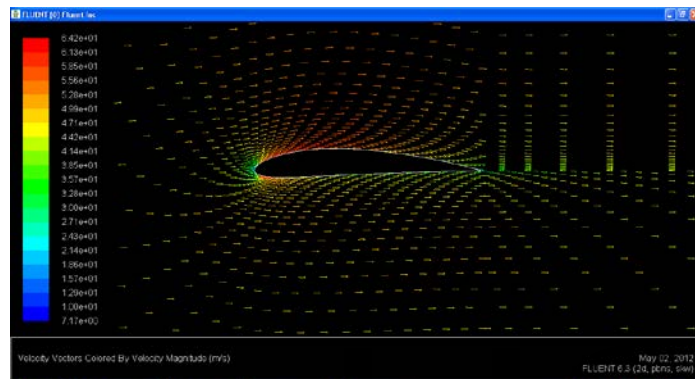 FLUENT [0] Fluent Inc
6.42e+01
6.13e+01
5.85e+01
5.56e+01
5.28e+01
4.99e+01
4.71e+01
4.42e+01
4.14e+01
3.85e+01
3.57e+01
3.28e+01
3.00e+01
2.71e+01
2.43e+01
2.14e+01
1.86e+01
1.57e+01
1.29e+01
1.00e+01
7.17e+00
Velocity Vectors Colored By Velocity Magnitude (m/s)
May 02, 2012
FLUENT 6.3 (2d, pbns, skw)